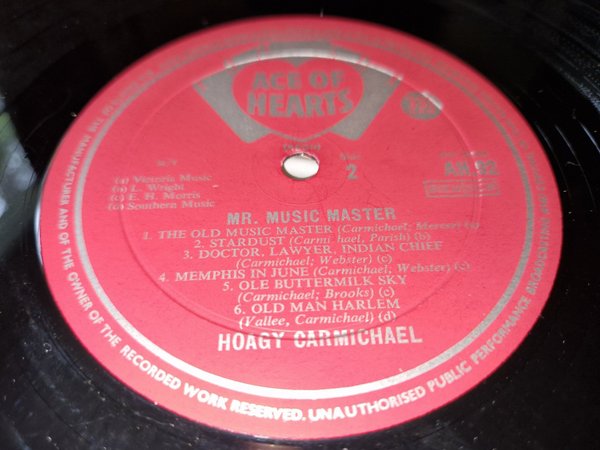 ACE OF
HEARTS
Side
2
(a) Victoria Music
(b) L. Wright
(c) E. H. Morris
(d) Southern Music
MR. MUSIC MASTER
1. THE OLD MUSIC MASTER (Carmichael; Mercer) (a)
2. STARDUST (Carmi hael, Parish) (b)
3. DOCTOR, LAWYER, INDIAN CHIEF
(Carmichael; Webster) (c)
4. MEMPHIS IN JUNE (Carmichael; Webster) (c)
5. OLE BUTTERMILK SKY
(Carmichael; Brooks) (c)
6. OLD MAN HARLEM
(Vallee, Carmichael) (d)
HOAGY CARMICHAEL
OF THE MANUFACTURER AND OF THE OWNER OF THE RECORDED WORK RESERVED. UNAUTHORISED PUBLIC PERFORMANCE BROADCASTING